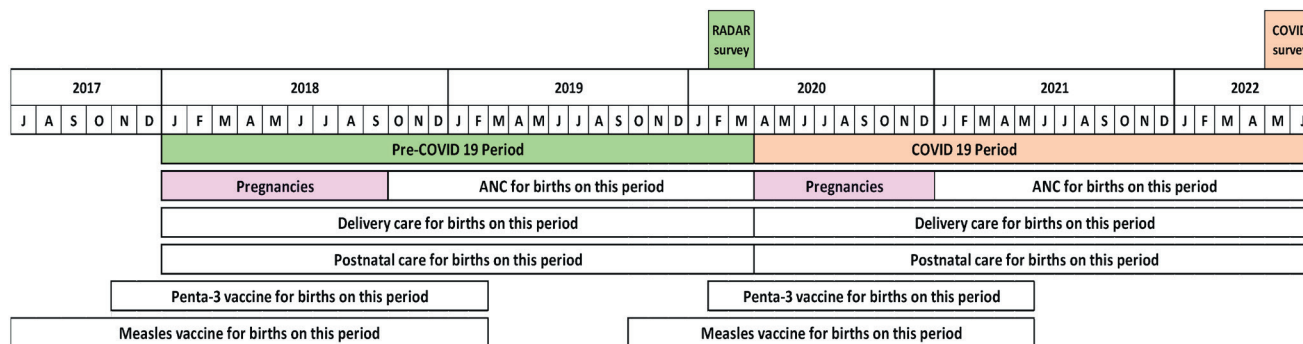 RADAR
survey
COVID
surve
2017 2018 2019 2020 2021 2022
J A S O N D J F M A M J J A S O N D J F M A M J J A S O N D J F M A M J J A S O N D J F M A M J J A S O N D J F M A M J
Pre-COVID 19 Period COVID 19 Period
Pregnancies ANC for births on this period Pregnancies ANC for births on this period
Delivery care for births on this period Delivery care for births on this period
Postnatal care for births on this period Postnatal care for births on this period
Penta-3 vaccine for births on this period Penta-3 vaccine for births on this period
Measles vaccine for births on this period Measles vaccine for births on this period